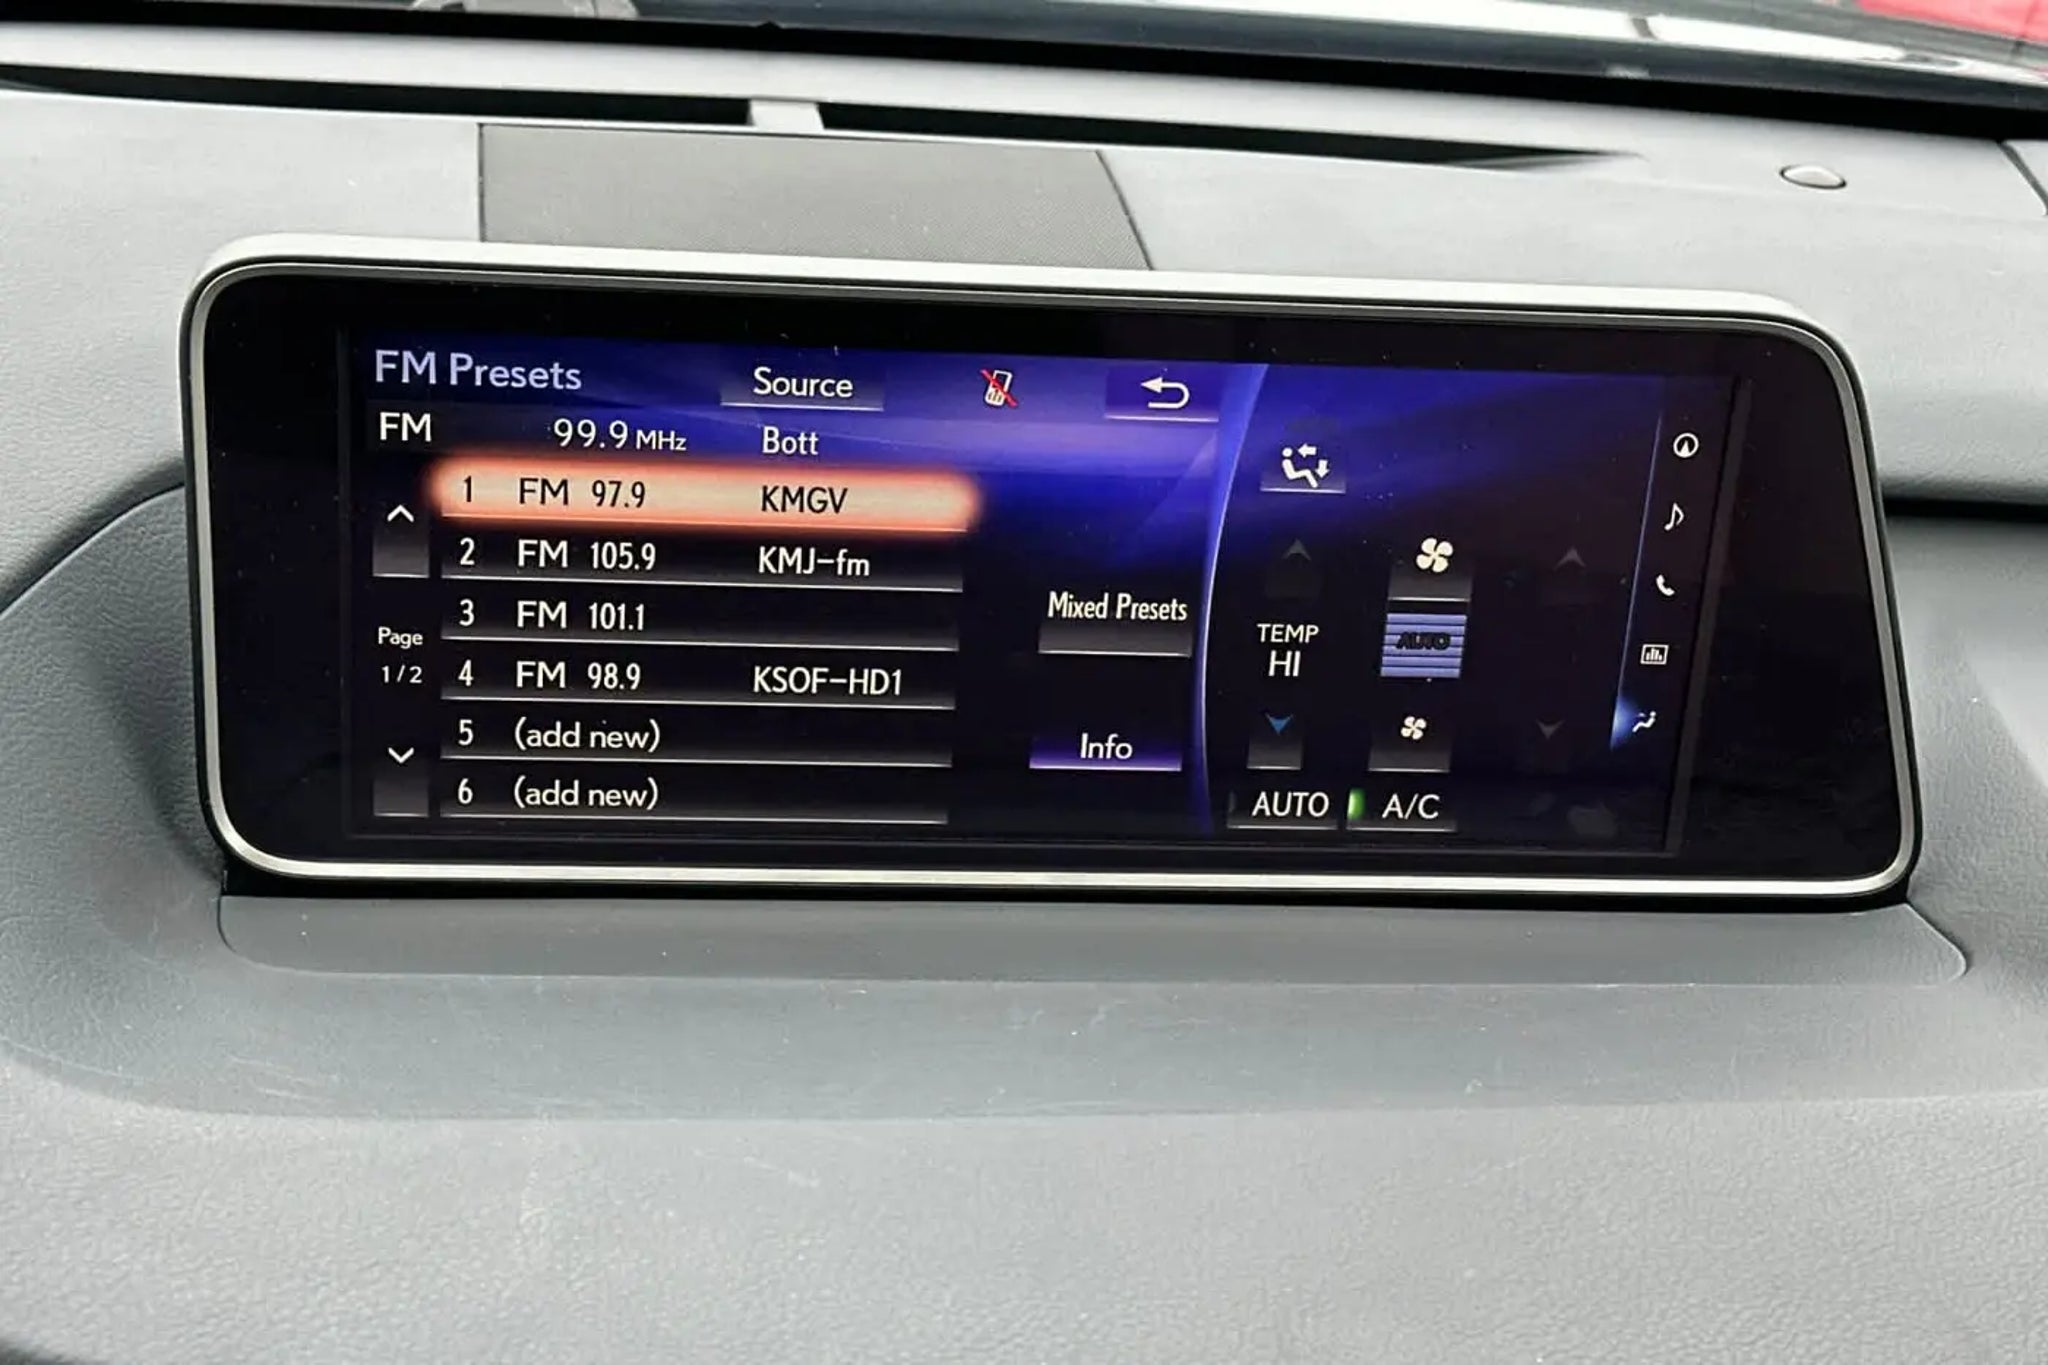 FM Presets Source
FM 99.9 MHz Bott
1 FM 97.9 KMGV
2 FM 105.9 KMJ-fm
3 FM 101.1
4 FM 98.9 KSOF-HD1
5 (add new)
6 (add new)
Page
1/2
Mixed Presets
Info
TEMP
HI
AUTO
AUTO A/C